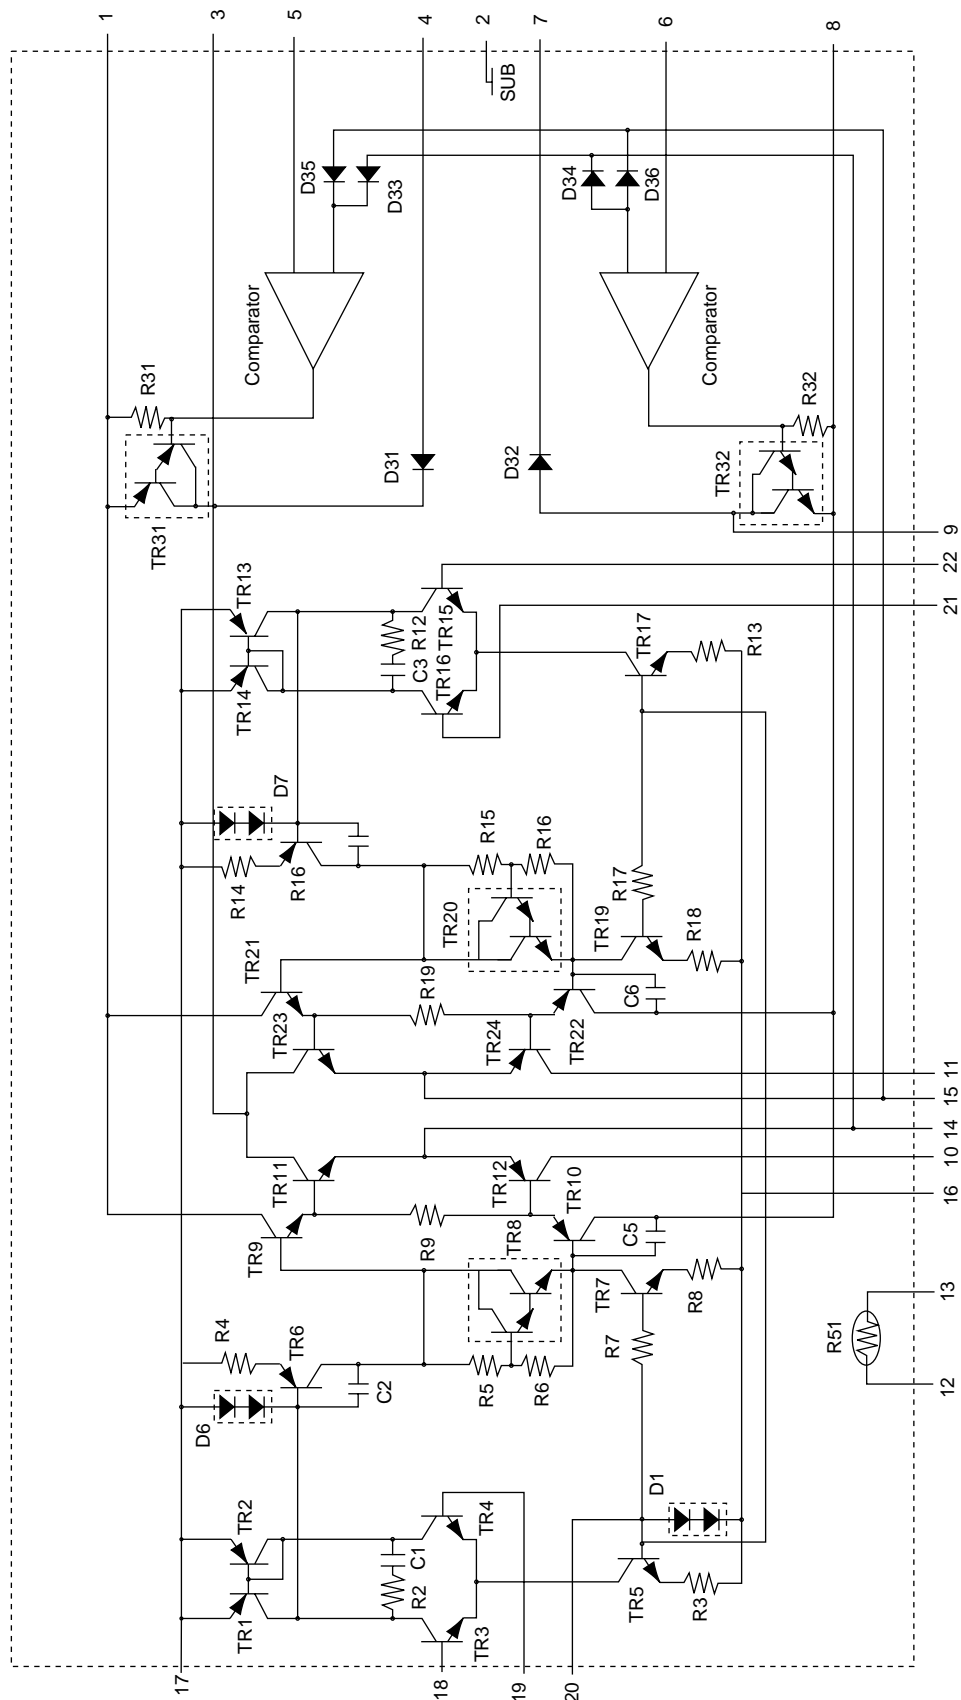 1
3
5
4
2
7
6
8
SUB
D35
D33
D34
D36
Comparator
Comparator
R31
R32
D31
D32
TR31
TR32
9
22
21
TR13
TR14
R12
C3
TR15
TR16
TR17
R13
D7
R14
R16
R15
R16
R17
TR20
TR19
R18
TR21
R19
C6
TR23
TR24
TR22
11
15
14
10
16
TR11
TR12
TR10
TR9
R9
TR8
C5
TR7
R8
R4
TR6
R7
R5
R6
C2
D6
R51
13
12
TR2
TR1
TR4
C1
R2
TR3
D1
TR5
R3
17
18
19
20